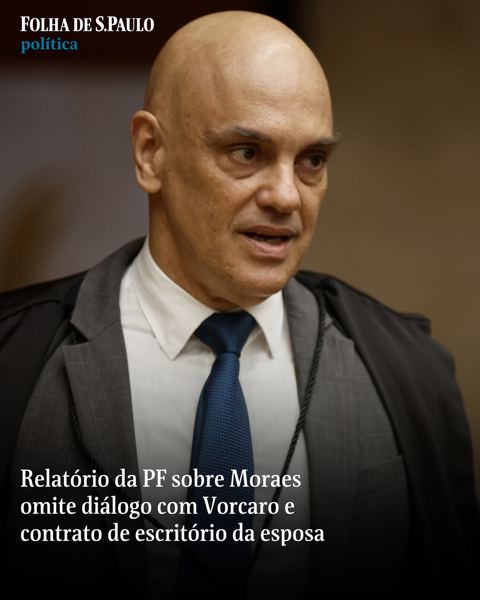 FOLHA DE S.PAULO
política
Relatório da PF sobre Moraes
omite diálogo com Vorcaro e
contrato de escritório da esposa